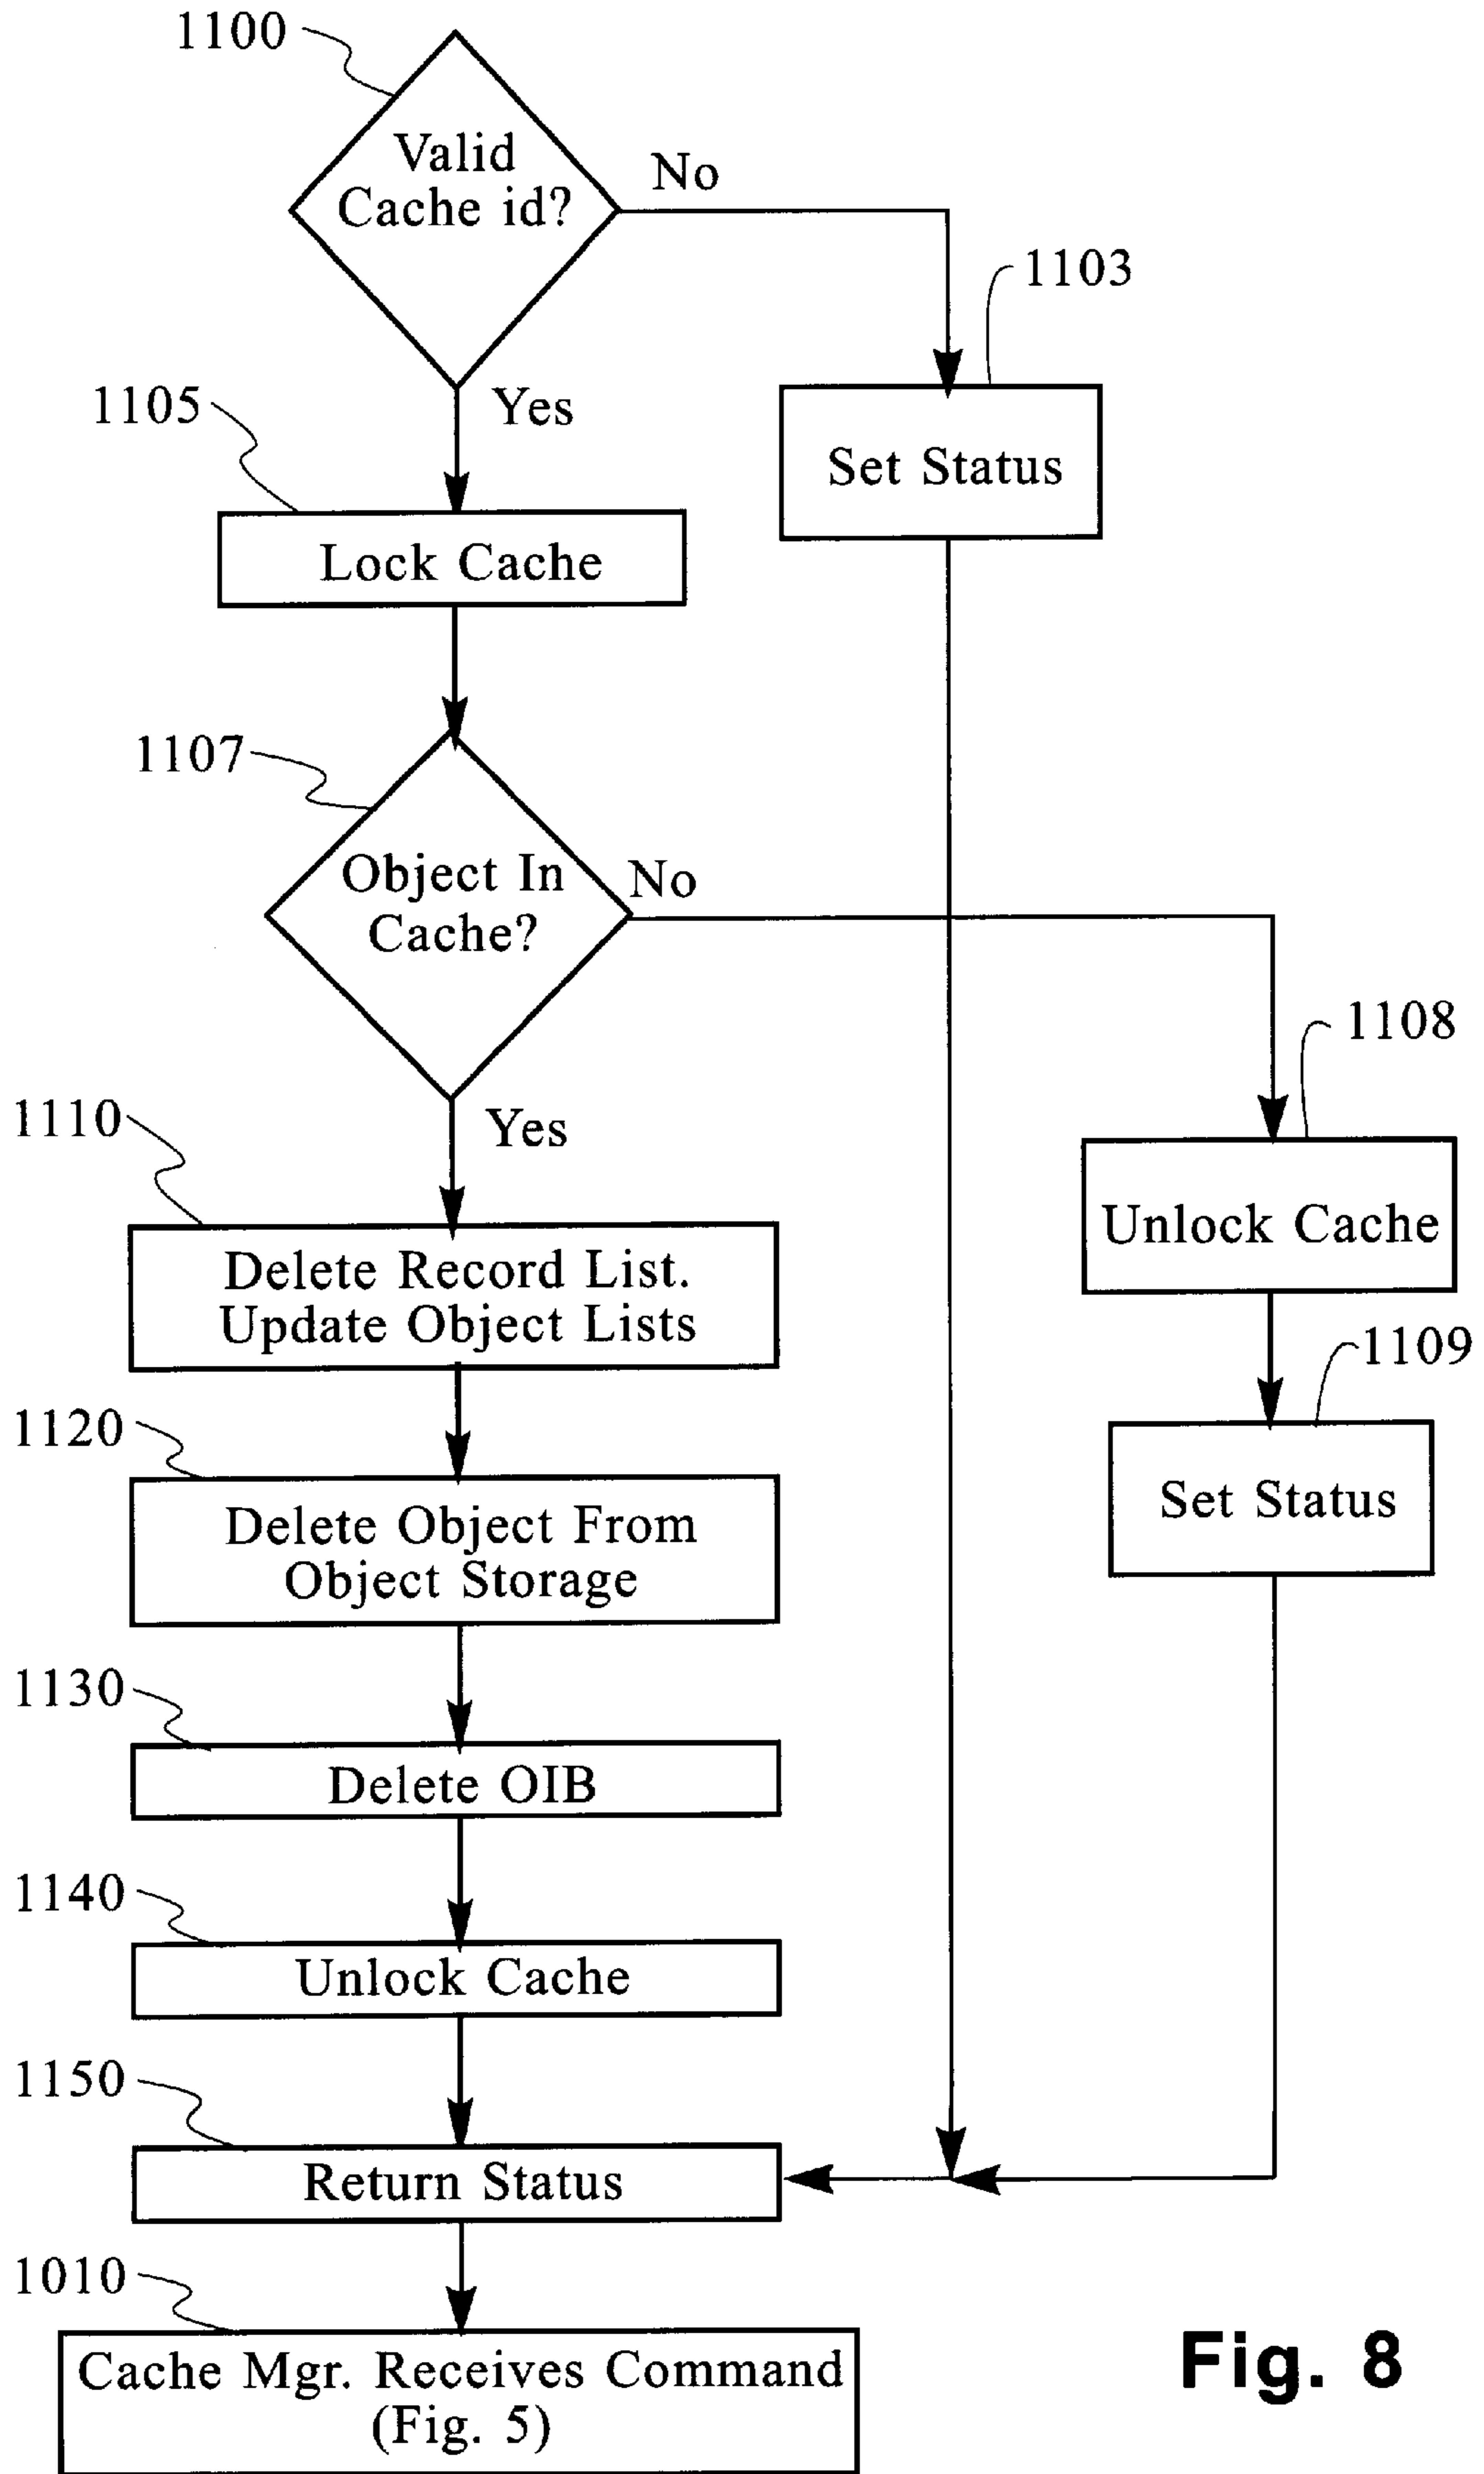 1100
Valid
Cache id?
No
1103
Yes
1105
Set Status
Lock Cache
1107
Object In
Cache?
No
1108
Yes
1110
Unlock Cache
Delete Record List.
Update Object Lists
1109
1120
Set Status
Delete Object From
Object Storage
1130
Delete OIB
1140
Unlock Cache
1150
Return Status
1010
Cache Mgr. Receives Command
(Fig. 5)
Fig. 8